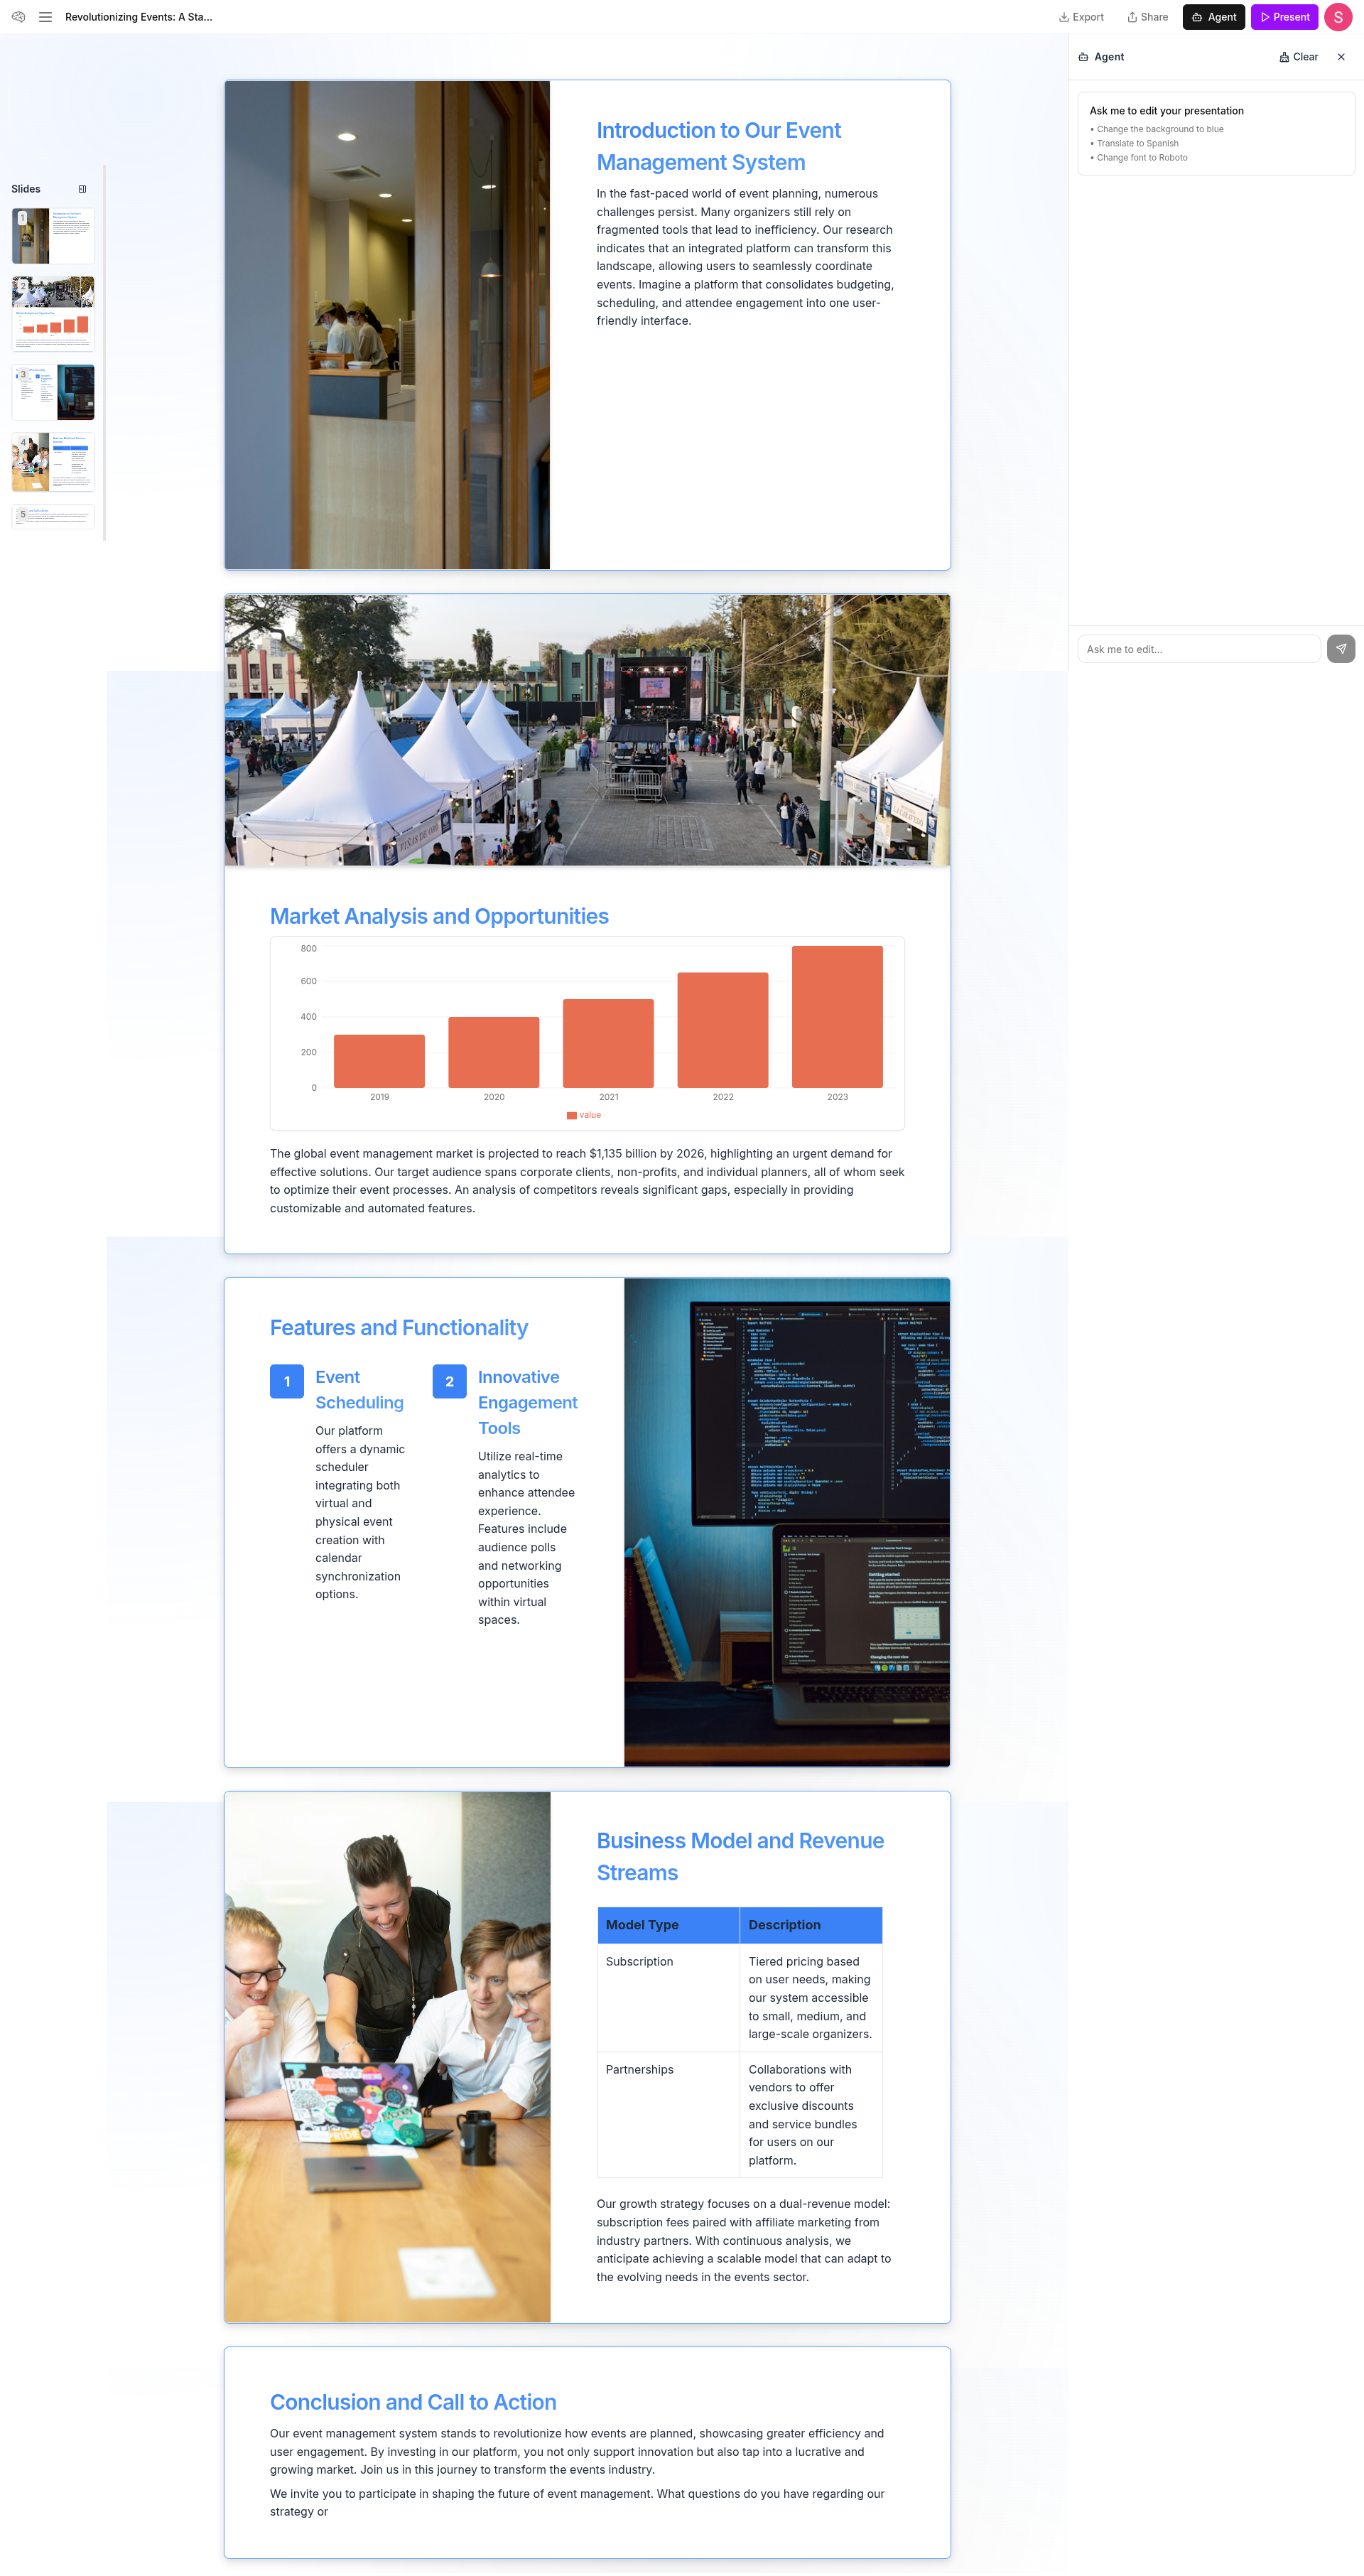 Revolutionizing Events: A Sta...
Export
Share
Agent
Present
S
Slides
1
2
3
4
5
Introduction to Our Event
Management System
In the fast-paced world of event planning, numerous
challenges persist. Many organizers still rely on
fragmented tools that lead to inefficiency. Our research
indicates that an integrated platform can transform this
landscape, allowing users to seamlessly coordinate
events. Imagine a platform that consolidates budgeting,
scheduling, and attendee engagement into one user-
friendly interface.
Market Analysis and Opportunities
800
600
400
200
0
2019
2020
2021
2022
2023
value
The global event management market is projected to reach $1,135 billion by 2026, highlighting an urgent demand for
effective solutions. Our target audience spans corporate clients, non-profits, and individual planners, all of whom seek
to optimize their event processes. An analysis of competitors reveals significant gaps, especially in providing
customizable and automated features.
Features and Functionality
1
Event
Scheduling
Our platform
offers a dynamic
scheduler
integrating both
virtual and
physical event
creation with
calendar
synchronization
options.
2
Innovative
Engagement
Tools
Utilize real-time
analytics to
enhance attendee
experience.
Features include
audience polls
and networking
opportunities
within virtual
spaces.
Business Model and Revenue
Streams
Model Type
Description
Subscription
Tiered pricing based
on user needs, making
our system accessible
to small, medium, and
large-scale organizers.
Partnerships
Collaborations with
vendors to offer
exclusive discounts
and service bundles
for users on our
platform.
Our growth strategy focuses on a dual-revenue model:
subscription fees paired with affiliate marketing from
industry partners. With continuous analysis, we
anticipate achieving a scalable model that can adapt to
the evolving needs in the events sector.
Conclusion and Call to Action
Our event management system stands to revolutionize how events are planned, showcasing greater efficiency and
user engagement. By investing in our platform, you not only support innovation but also tap into a lucrative and
growing market. Join us in this journey to transform the events industry.
We invite you to participate in shaping the future of event management. What questions do you have regarding our
strategy or
Agent
Clear
Ask me to edit your presentation
• Change the background to blue
• Translate to Spanish
• Change font to Roboto
Ask me to edit...